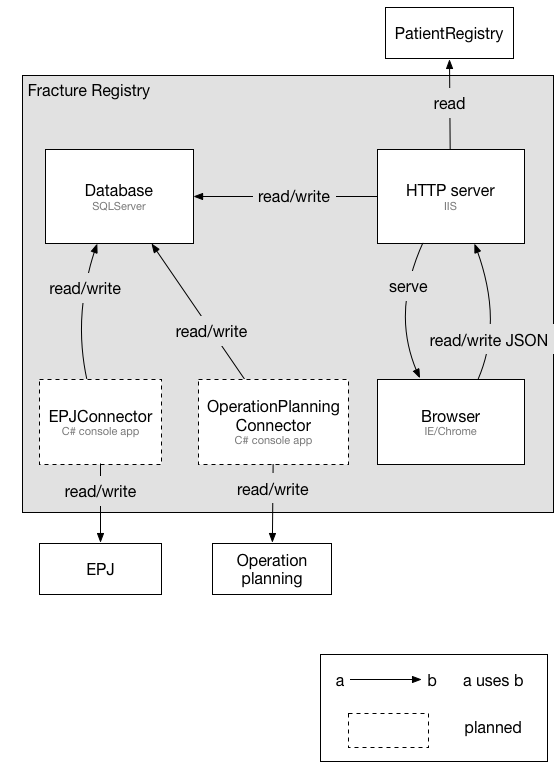 PatientRegistry
Fracture Registry
read
Database
SQLServer
read/write
HTTP server
IIS
read/write
serve
read/write
read/write JSON
EPJConnector
C# console app
OperationPlanning
Connector
C# console app
Browser
IE/Chrome
read/write
read/write
EPJ
Operation
planning
a
b
a uses b
planned